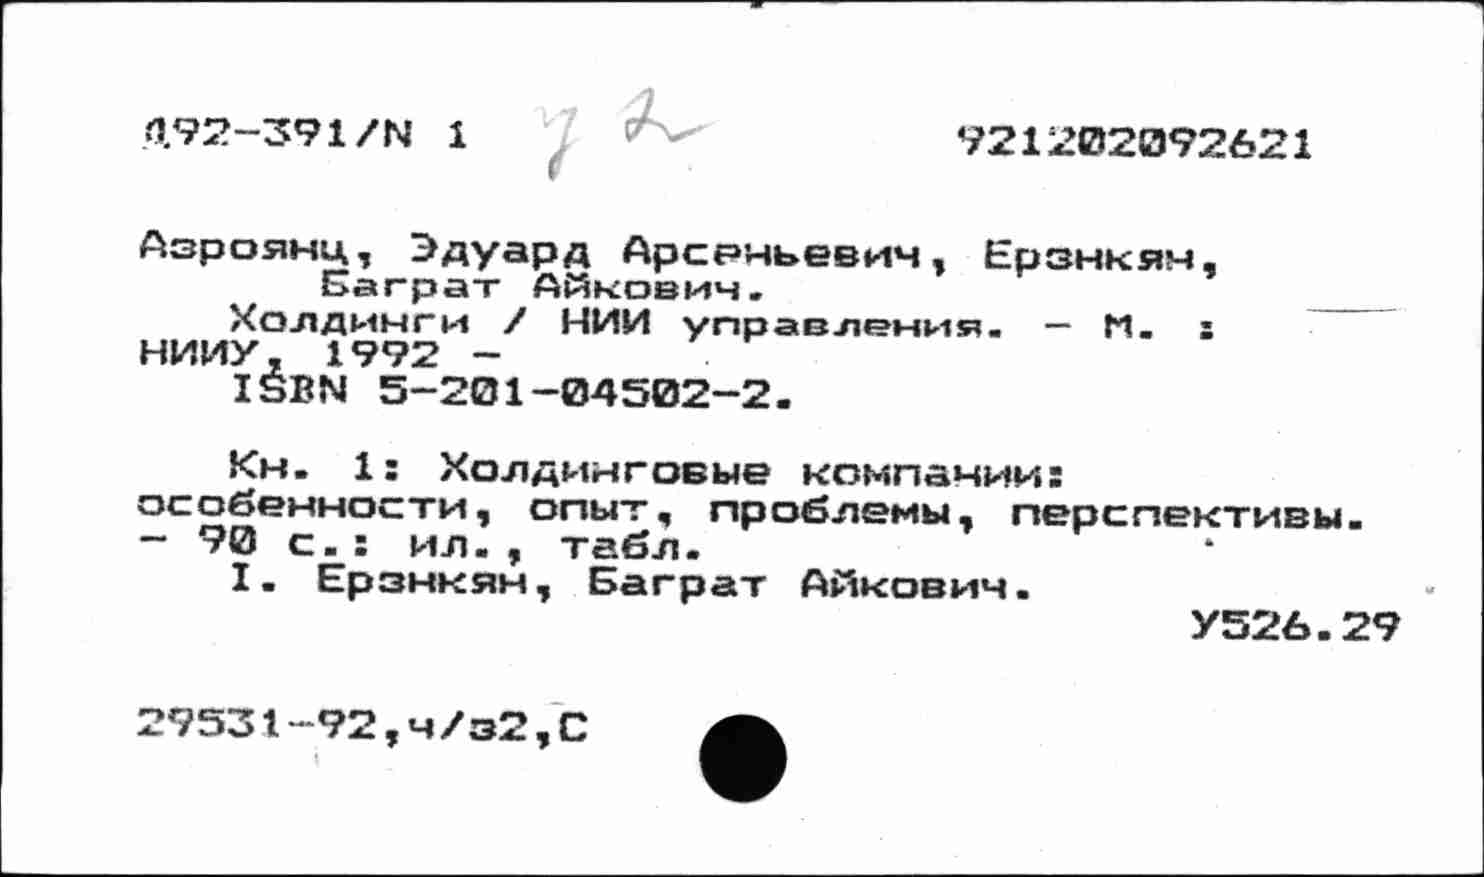 Д92-391/N 1 у 2 921202092621
Азроянц, Эдуард Арсеньевич, Ерзнкян,
Баграт Айкович.
Холдинги / НИИ управления. - М. :
НИИУ, 1992 -
ISBN 5-201-04502-2.
Кн. 1: Холдинговые компании:
особенности, опыт, проблемы, перспективы.
- 90 с.: ил., табл.
I. Ерзнкян, Баграт Айкович.
У526.29
29531-92,ч/з2,С